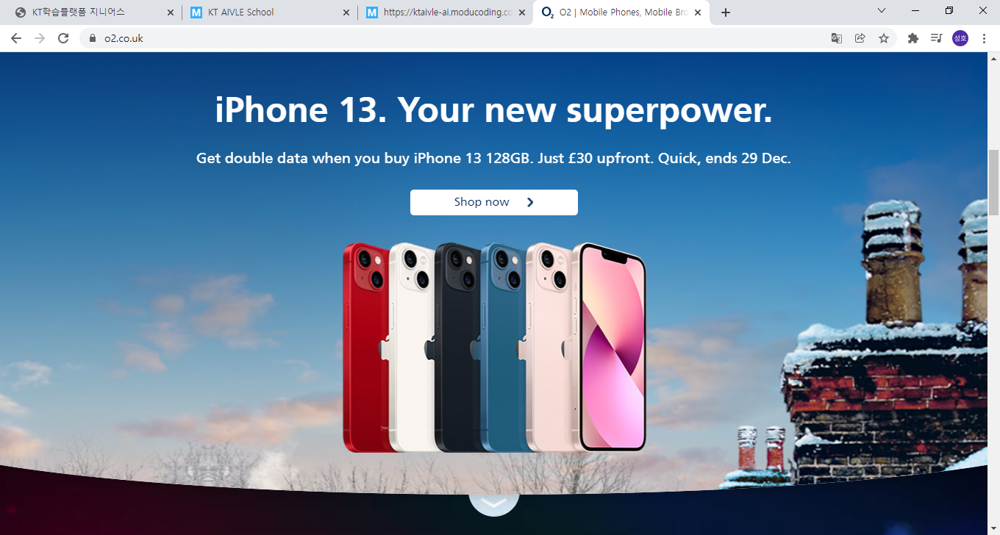 KT학습플랫폼 지니어스
M KT AIVLE School
M https://ktaivle-ai.moducoding.co
O2 O2 | Mobile Phones, Mobile Bro
o2.co.uk
성호
iPhone 13. Your new superpower.
Get double data when you buy iPhone 13 128GB. Just £30 upfront. Quick, ends 29 Dec.
Shop now